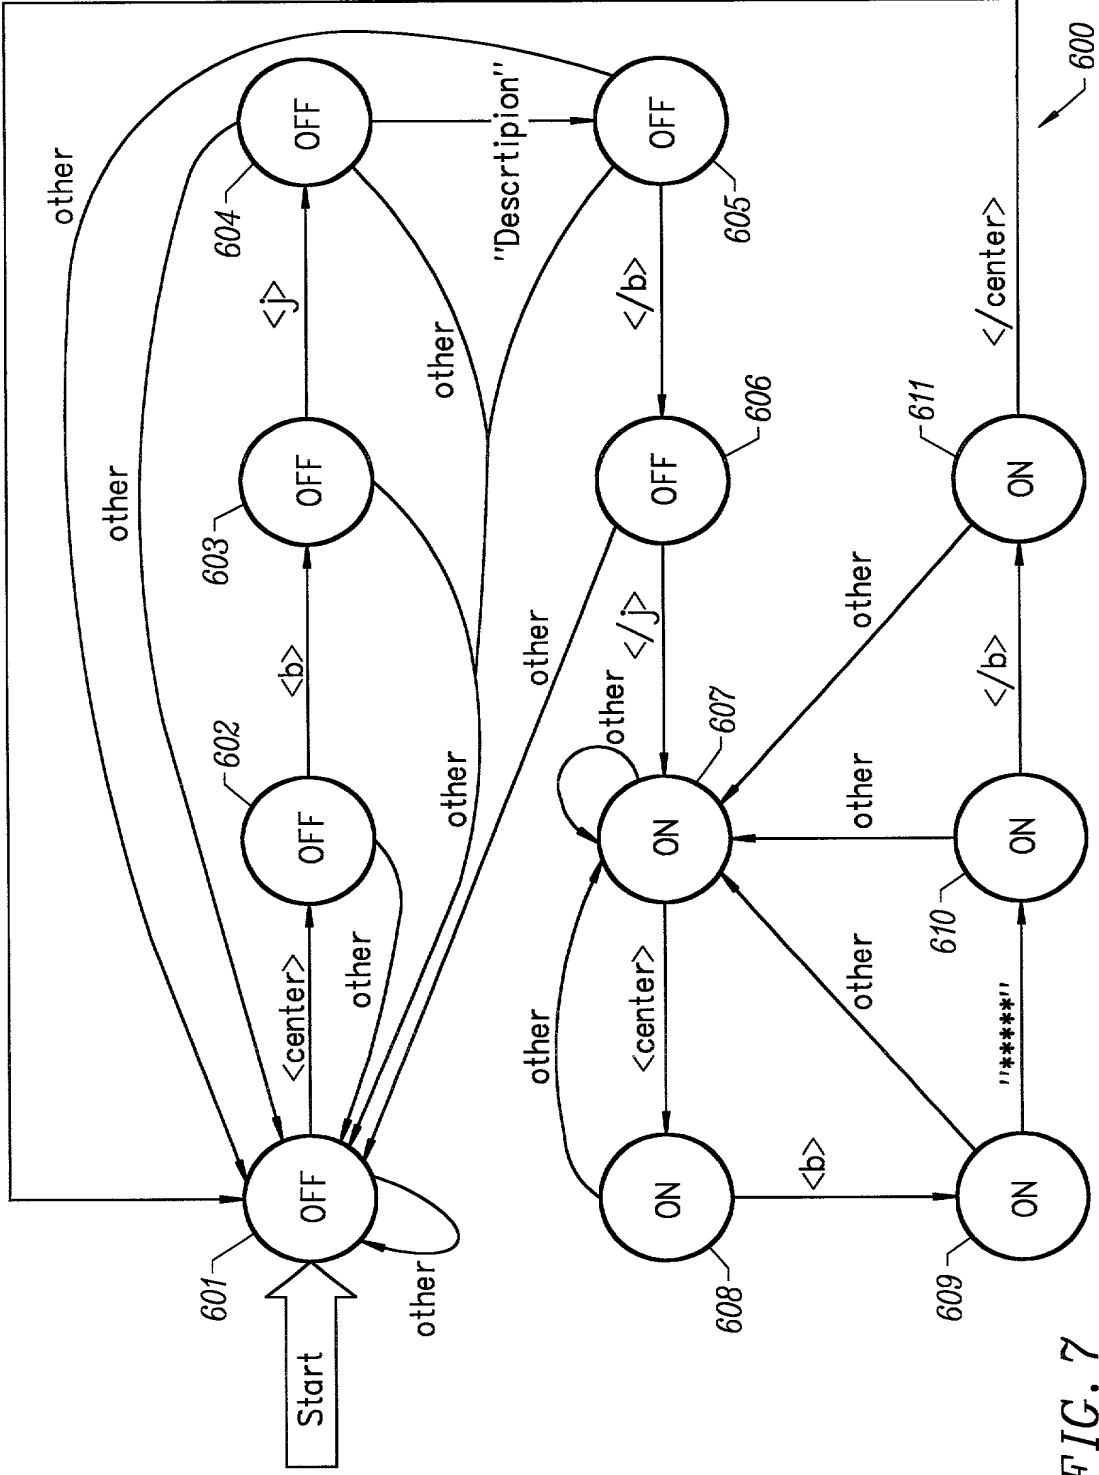 other
other
601
602
603
604
<center>
<b>
<j>
Start
OFF
OFF
OFF
OFF
other
other
other
other
"Descrtipion"
other
other
other
<center>
</j>
</b>
ON
ON
OFF
OFF
608
607
606
605
<b>
other
other
other
609
610
611
"*****"
</b>
</center>
ON
ON
ON
600
FIG. 7